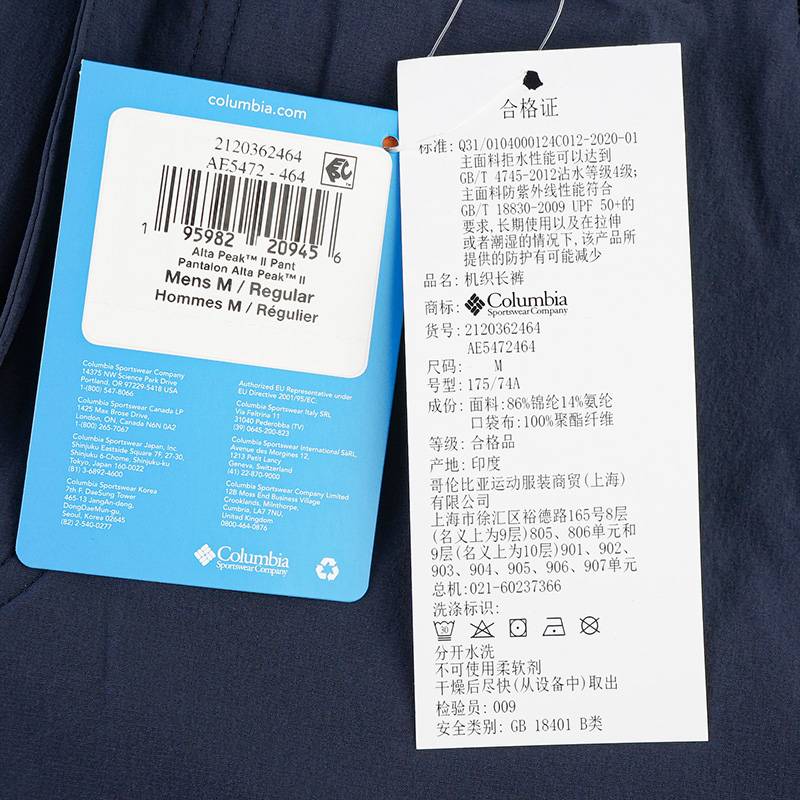 columbia.com
2120362464
AE5472 - 464
1 95982 20945 6
Alta Peak™ II Pant
Pantalon Alta Peak™ II
Mens M / Regular
Hommes M / Régulier
Columbia Sportswear Company
14375 NW Science Park Drive
Portland, OR 97229-5418 USA
1-(800) 547-8066
Columbia Sportswear Canada LP
1425 Max Brose Drive,
London, ON, Canada N6N 0A2
1-(800) 265-7067
Columbia Sportswear Japan, Inc.
Shinjuku Eastside Square 7F, 27-30,
Shinjuku 6-Chome, Shinjuku-ku
Tokyo, Japan 160-0022
(81) 3-6892-4600
Columbia Sportswear Korea
7th F. DaeSung Tower
465-13 JangAn-dong,
DongDaeMun-gu,
Seoul, Korea 02645
(82) 2-540-0277
Authorized EU Representative under
EU Directive 2001/95/EC.
Columbia Sportswear Italy SRL
Via Feltrina 11
31040 Pederobba (TV)
(39) 0645-200-823
Columbia Sportswear International SàRL
Avenue des Morgines 12,
1213 Petit Lancy
Geneva, Switzerland
(41) 22-870-9000
Columbia Sportswear Company Limited
12B Moss End Business Village
Crooklands, Milnthorpe,
Cumbria, LA7 7NU,
United Kingdom
0800-464-0876
Columbia
Sportswear Company
合格证
标准: Q31/0104000124C012-2020-01
主面料拒水性能可以达到
GB/T 4745-2012沾水等级4级;
主面料防紫外线性能符合
GB/T 18830-2009 UPF 50+的
要求,长期使用以及在拉伸
或者潮湿的情况下,该产品所
提供的防护有可能减少
品名: 机织长裤
商标: Columbia
Sportswear Company
货号: 2120362464
AE5472464
尺码: M
号型: 175/74A
成份: 面料:86%锦纶14%氨纶
口袋布:100%聚酯纤维
等级: 合格品
产地: 印度
哥伦比亚运动服装商贸(上海)
有限公司
上海市徐汇区裕德路165号8层
(名义上为9层)805、806单元和
9层(名义上为10层)901、902、
903、904、905、906、907单元
总机:021-60237366
洗涤标识:
30
分开水洗
不可使用柔软剂
干燥后尽快(从设备中)取出
检验员: 009
安全类别: GB 18401 B类